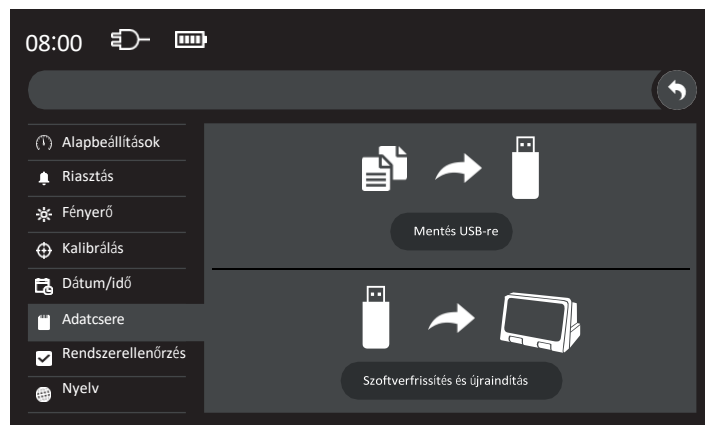 08:00
Alapbeállítások
Riasztás
Fényerő
Kalibrálás
Dátum/idő
Adatcsere
Rendszerellenőrzés
Nyelv
Mentés USB-re
Szoftverfrissítés és újraindítás